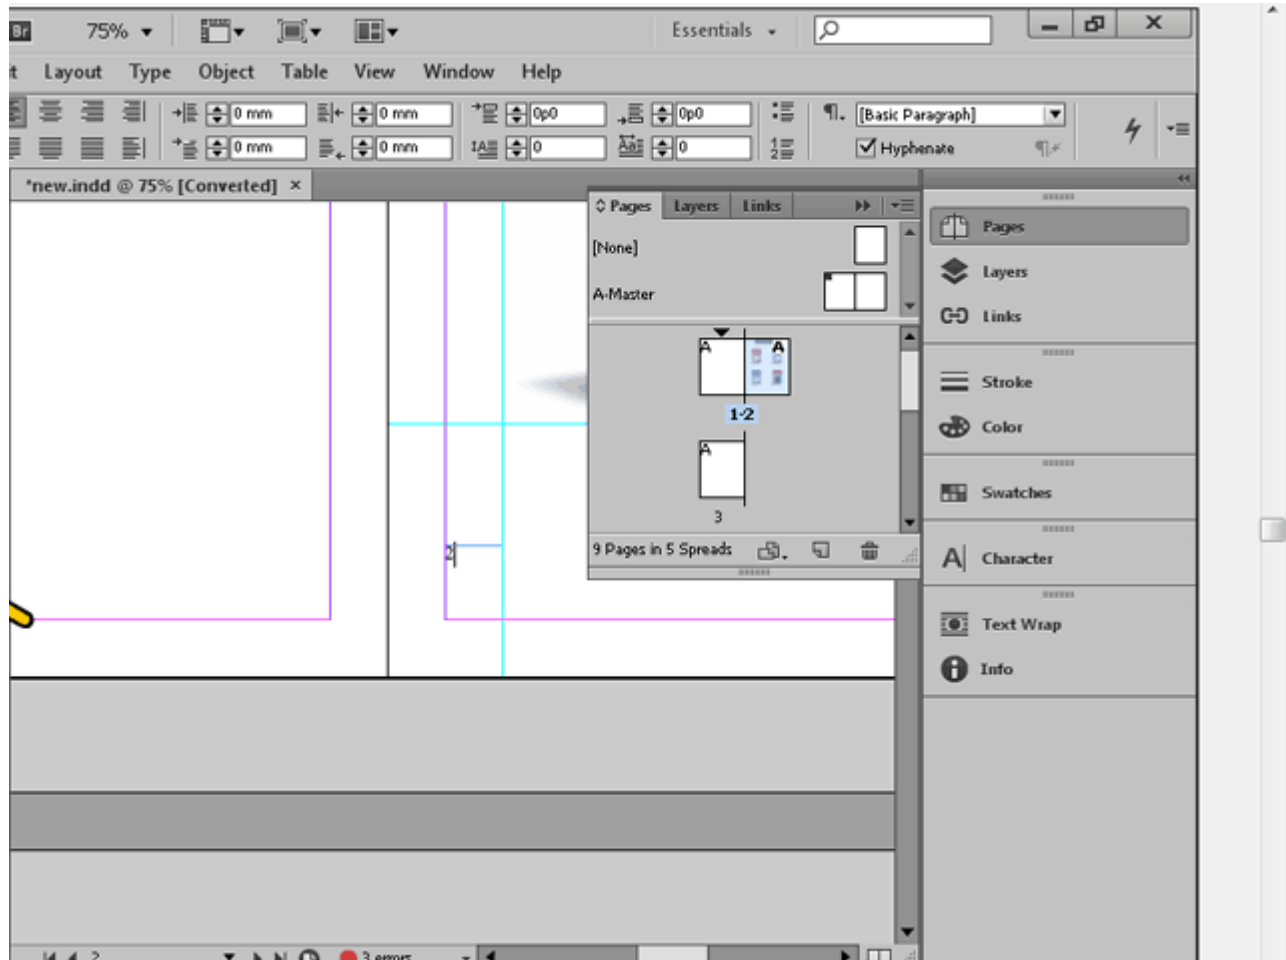 Br 75% Essentials
t Layout Type Object Table View Window Help
0 mm 0 mm 0p0 0p0 [Basic Paragraph]
0 mm 0 mm 0 0 Hyphenate
*new.indd @ 75% [Converted] ×
Pages Layers Links
[None]
A-Master
A A
1-2
A
3
9 Pages in 5 Spreads
2
Pages
Layers
Links
Stroke
Color
Swatches
Character
Text Wrap
Info
2 3 errors